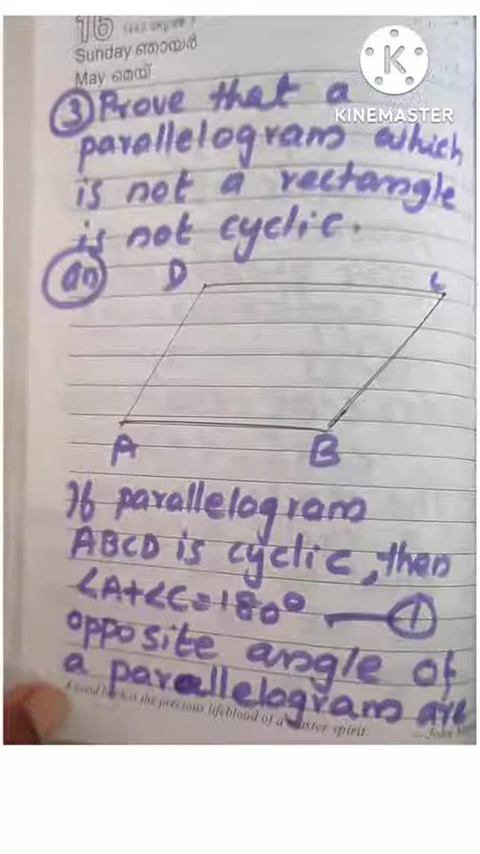 16
Sunday ഞായർ
May മെയ്
K
KINEMASTER
③ Prove that a
parallelogram which
is not a rectangle
is not cyclic.
an
D
C
A
B
If parallelogram
ABCD is cyclic, then
∠A+∠C=180° — ①
opposite angle of
a parallelogram are
A good book is the precious lifeblood of a master spirit.
— John